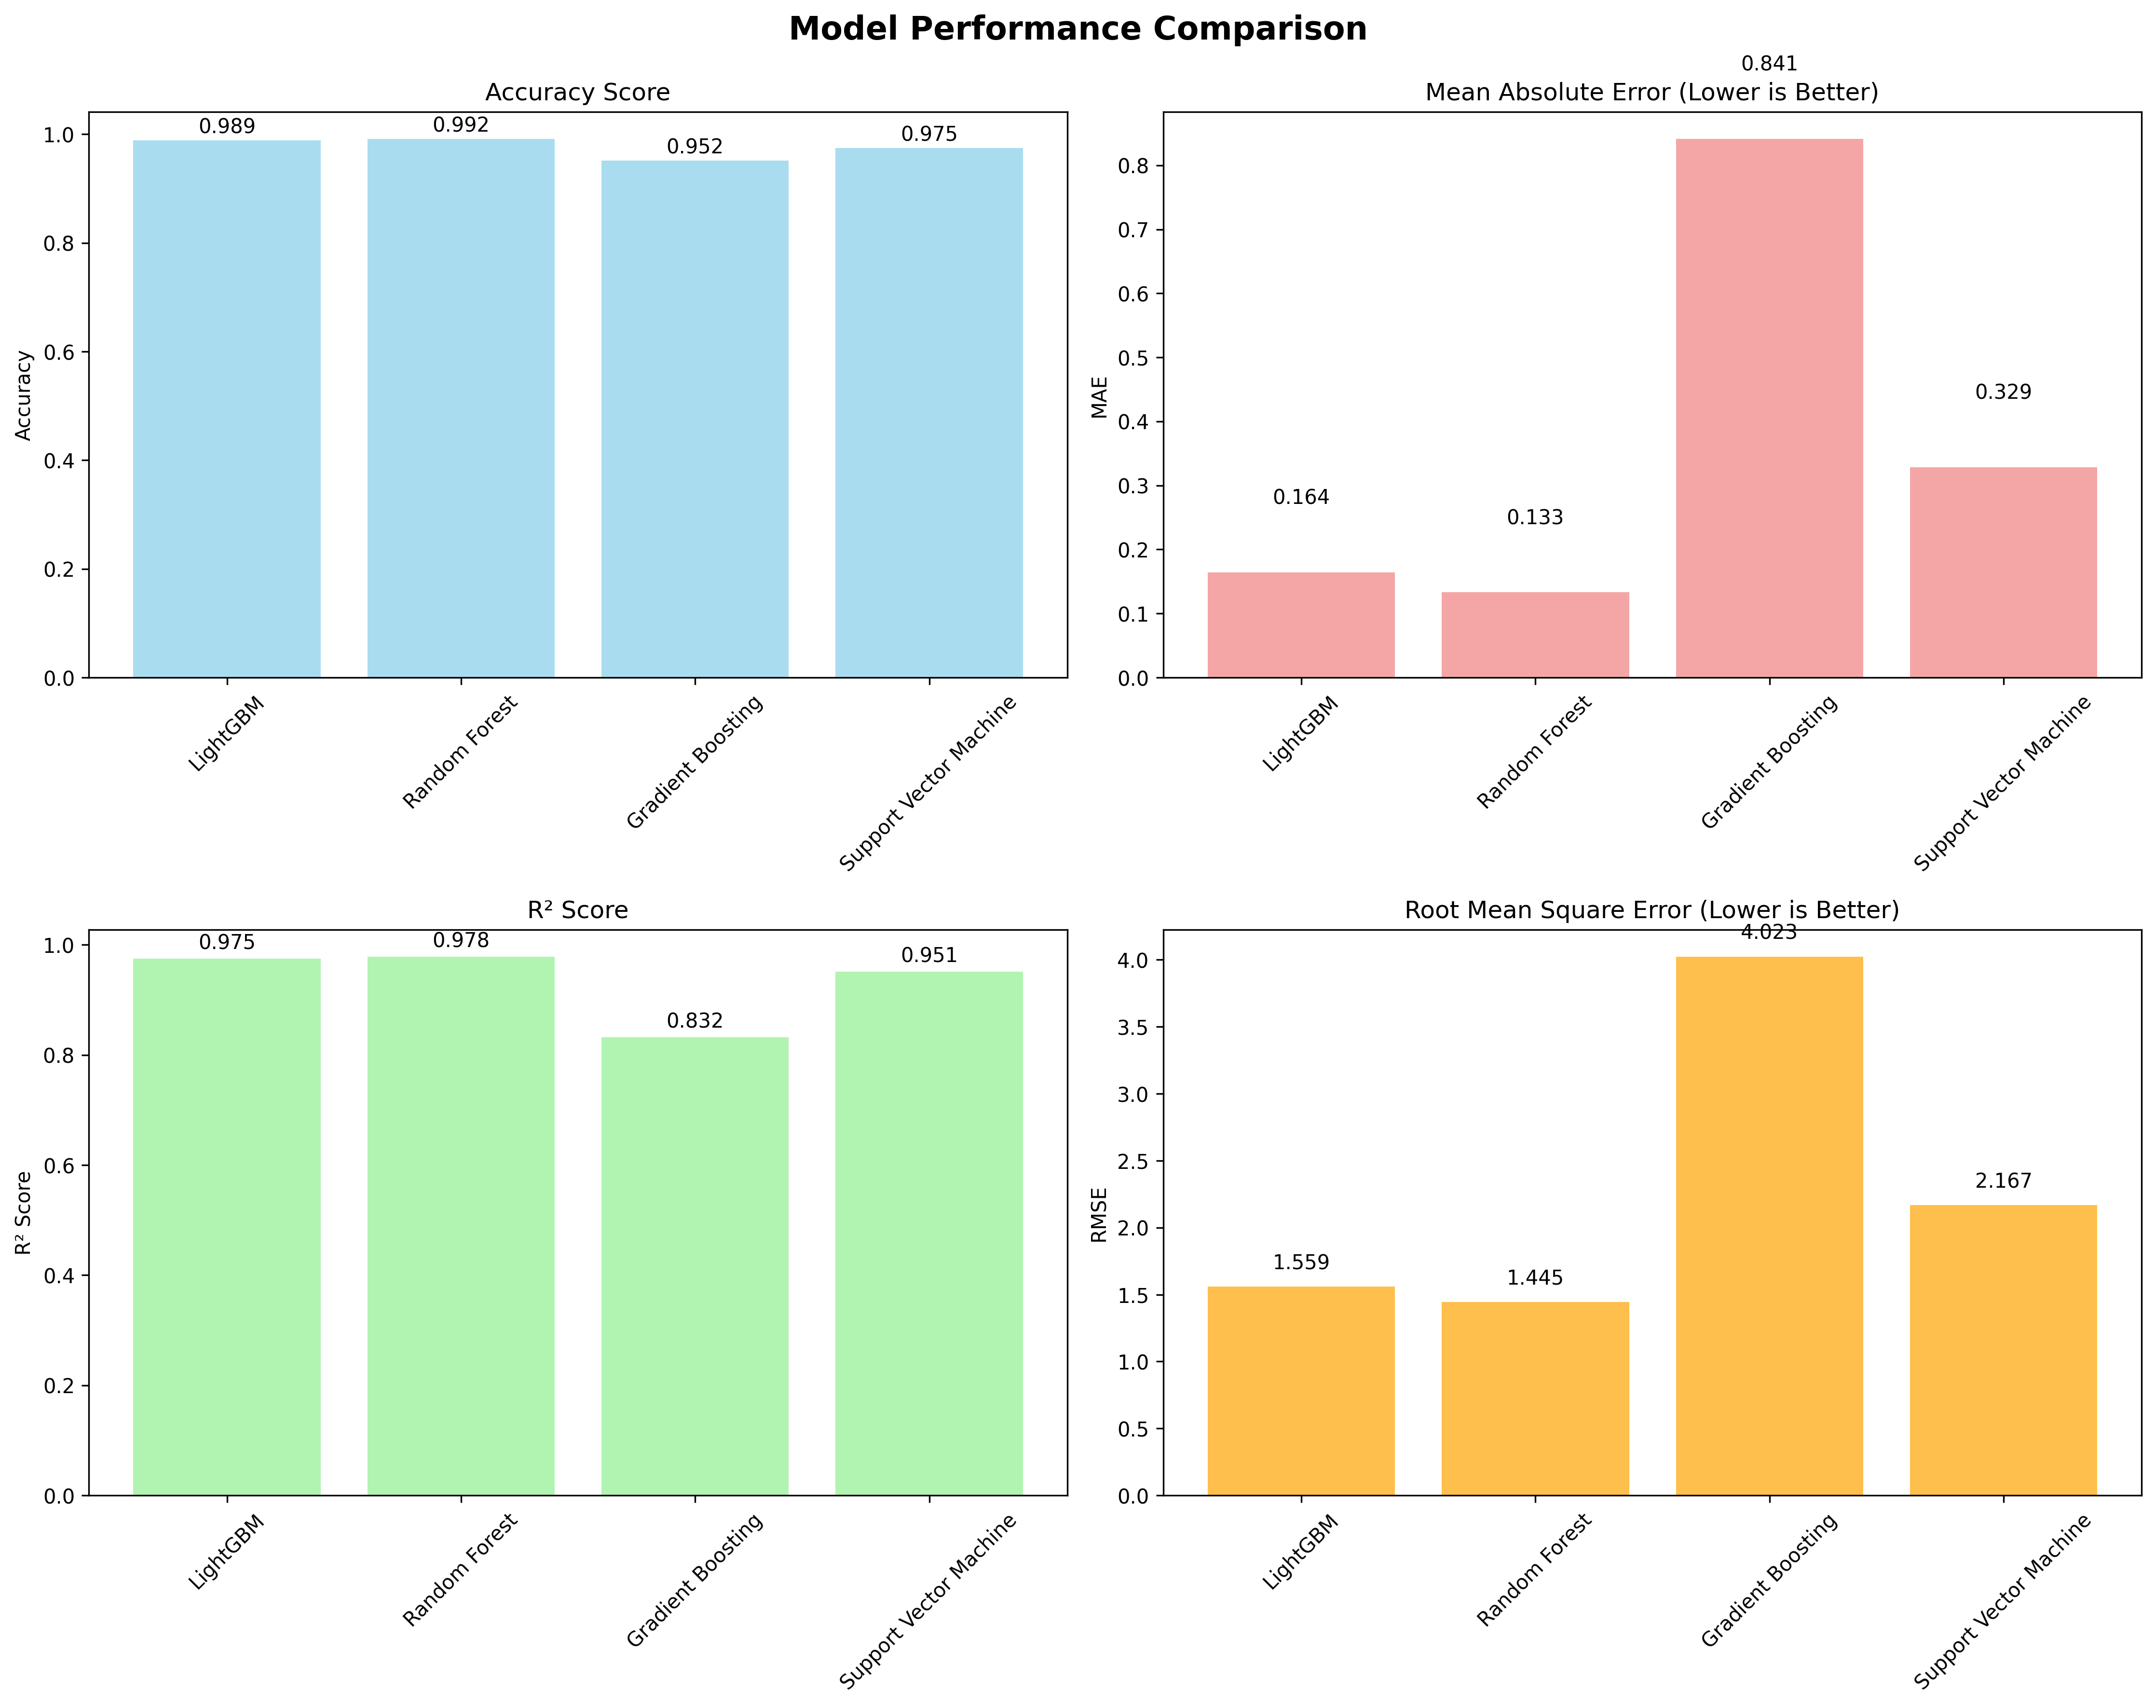 Model Performance Comparison
Accuracy Score
Accuracy
1.0
0.8
0.6
0.4
0.2
0.0
0.989
0.992
0.952
0.975
LightGBM
Random Forest
Gradient Boosting
Support Vector Machine
Mean Absolute Error (Lower is Better)
MAE
0.8
0.7
0.6
0.5
0.4
0.3
0.2
0.1
0.0
0.164
0.133
0.841
0.329
LightGBM
Random Forest
Gradient Boosting
Support Vector Machine
R² Score
R² Score
1.0
0.8
0.6
0.4
0.2
0.0
0.975
0.978
0.832
0.951
LightGBM
Random Forest
Gradient Boosting
Support Vector Machine
Root Mean Square Error (Lower is Better)
RMSE
4.0
3.5
3.0
2.5
2.0
1.5
1.0
0.5
0.0
1.559
1.445
4.023
2.167
LightGBM
Random Forest
Gradient Boosting
Support Vector Machine